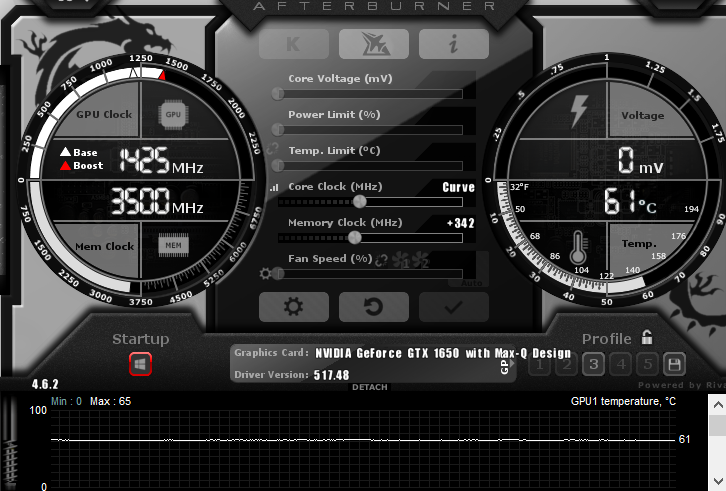 AFTERBURNER
K
i
Core Voltage (mV)
Power Limit (%)
Temp. Limit (°C)
Core Clock (MHz) Curve
Memory Clock (MHz) +342
Fan Speed (%)
Auto
0 250 500 750 1000 1250 1500 1750 2000 2250
GPU Clock
GPU
Base
Boost
1425 MHz
3500 MHz
Mem Clock
MEM
750 1500 2250 3000 3750 4500 5250 6000 6250
0 .25 .5 .75 1 1.25 1.5 1.75
Voltage
0 mV
61 °C
Temp.
32°F 50 68 86 104 122 140 158 176 194
0 10 20 30 40 50 60 70 80 90
Startup
Profile
Graphics Card: NVIDIA GeForce GTX 1650 with Max-Q Design
Driver Version: 517.48
GP
1 2 3 4 5
4.6.2
DETACH
Powered by Riva
Min : 0 Max : 65
GPU1 temperature, °C
100
61
0